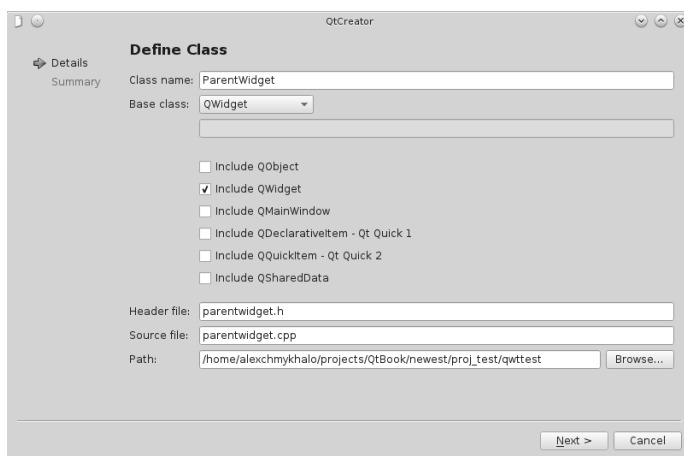 QtCreator
Details
Summary
Define Class
Class name: ParentWidget
Base class: QWidget
Include QObject
Include QWidget
Include QMainWindow
Include QDeclarativeItem - Qt Quick 1
Include QQuickItem - Qt Quick 2
Include QSharedData
Header file: parentwidget.h
Source file: parentwidget.cpp
Path: /home/alexchmykhalo/projects/QtBook/newest/proj_test/qwttest Browse...
Next > Cancel